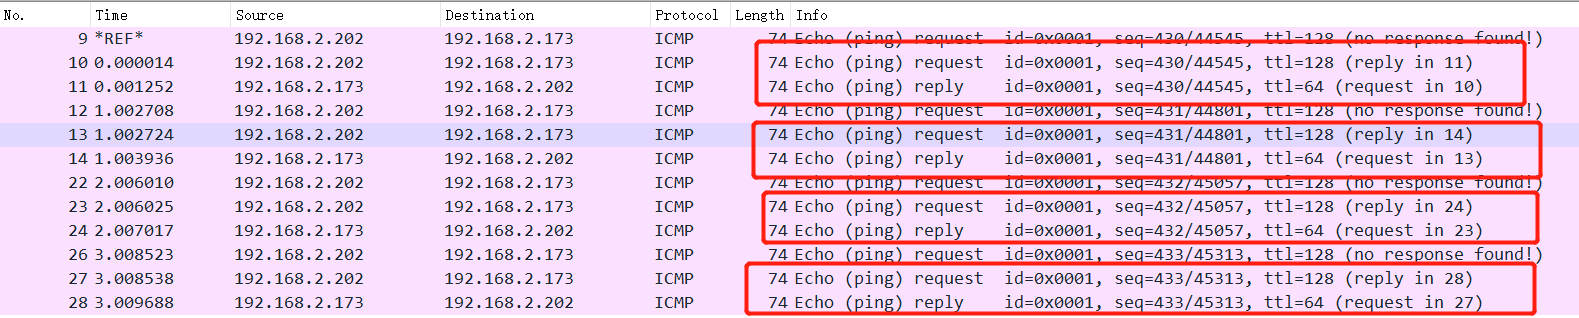 No. Time Source Destination Protocol Length Info
9 *REF* 192.168.2.202 192.168.2.173 ICMP 74 Echo (ping) request id=0x0001, seq=430/44545, ttl=128 (no response found!)
10 0.000014 192.168.2.202 192.168.2.173 ICMP 74 Echo (ping) request id=0x0001, seq=430/44545, ttl=128 (reply in 11)
11 0.001252 192.168.2.173 192.168.2.202 ICMP 74 Echo (ping) reply id=0x0001, seq=430/44545, ttl=64 (request in 10)
12 1.002708 192.168.2.202 192.168.2.173 ICMP 74 Echo (ping) request id=0x0001, seq=431/44801, ttl=128 (no response found!)
13 1.002724 192.168.2.202 192.168.2.173 ICMP 74 Echo (ping) request id=0x0001, seq=431/44801, ttl=128 (reply in 14)
14 1.003936 192.168.2.173 192.168.2.202 ICMP 74 Echo (ping) reply id=0x0001, seq=431/44801, ttl=64 (request in 13)
22 2.006010 192.168.2.202 192.168.2.173 ICMP 74 Echo (ping) request id=0x0001, seq=432/45057, ttl=128 (no response found!)
23 2.006025 192.168.2.202 192.168.2.173 ICMP 74 Echo (ping) request id=0x0001, seq=432/45057, ttl=128 (reply in 24)
24 2.007017 192.168.2.173 192.168.2.202 ICMP 74 Echo (ping) reply id=0x0001, seq=432/45057, ttl=64 (request in 23)
26 3.008523 192.168.2.202 192.168.2.173 ICMP 74 Echo (ping) request id=0x0001, seq=433/45313, ttl=128 (no response found!)
27 3.008538 192.168.2.202 192.168.2.173 ICMP 74 Echo (ping) request id=0x0001, seq=433/45313, ttl=128 (reply in 28)
28 3.009688 192.168.2.173 192.168.2.202 ICMP 74 Echo (ping) reply id=0x0001, seq=433/45313, ttl=64 (request in 27)